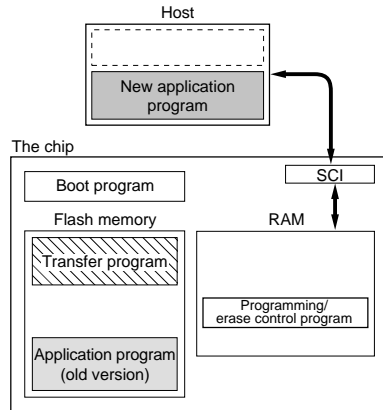 Host
New application
program
The chip
SCI
Boot program
Flash memory
RAM
Transfer program
Programming/
erase control program
Application program
(old version)